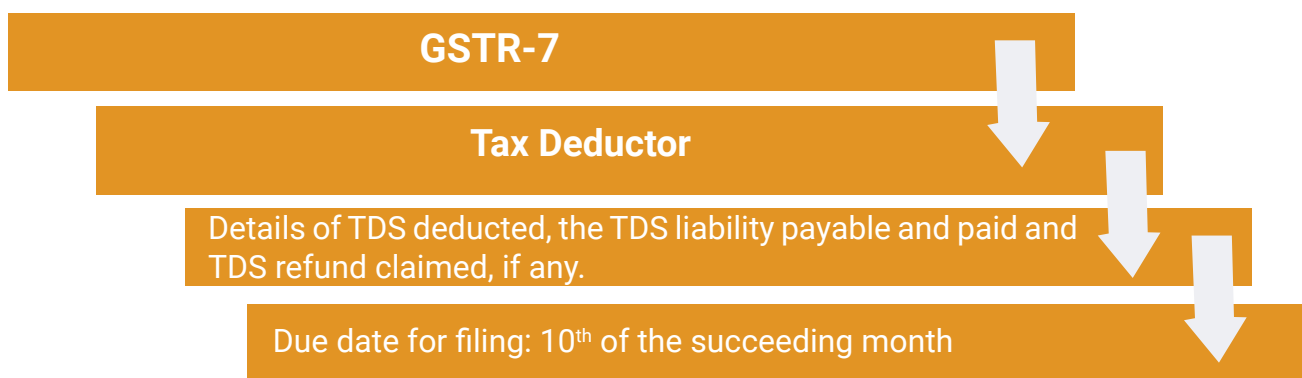 GSTR-7
Tax Deductor
Details of TDS deducted, the TDS liability payable and paid and
TDS refund claimed, if any.
Due date for filing: 10th of the succeeding month